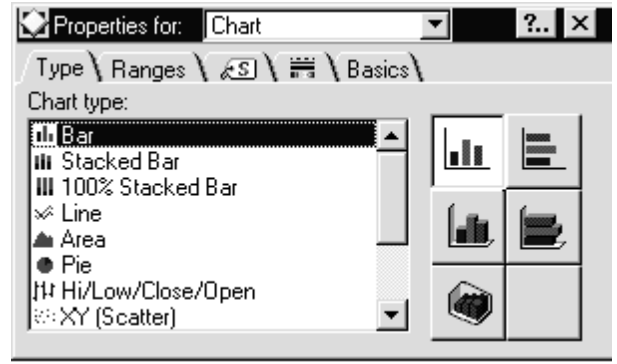 Properties for: Chart ?..
Type Ranges S Basics
Chart type:
Bar
Stacked Bar
100% Stacked Bar
Line
Area
Pie
Hi/Low/Close/Open
XY (Scatter)